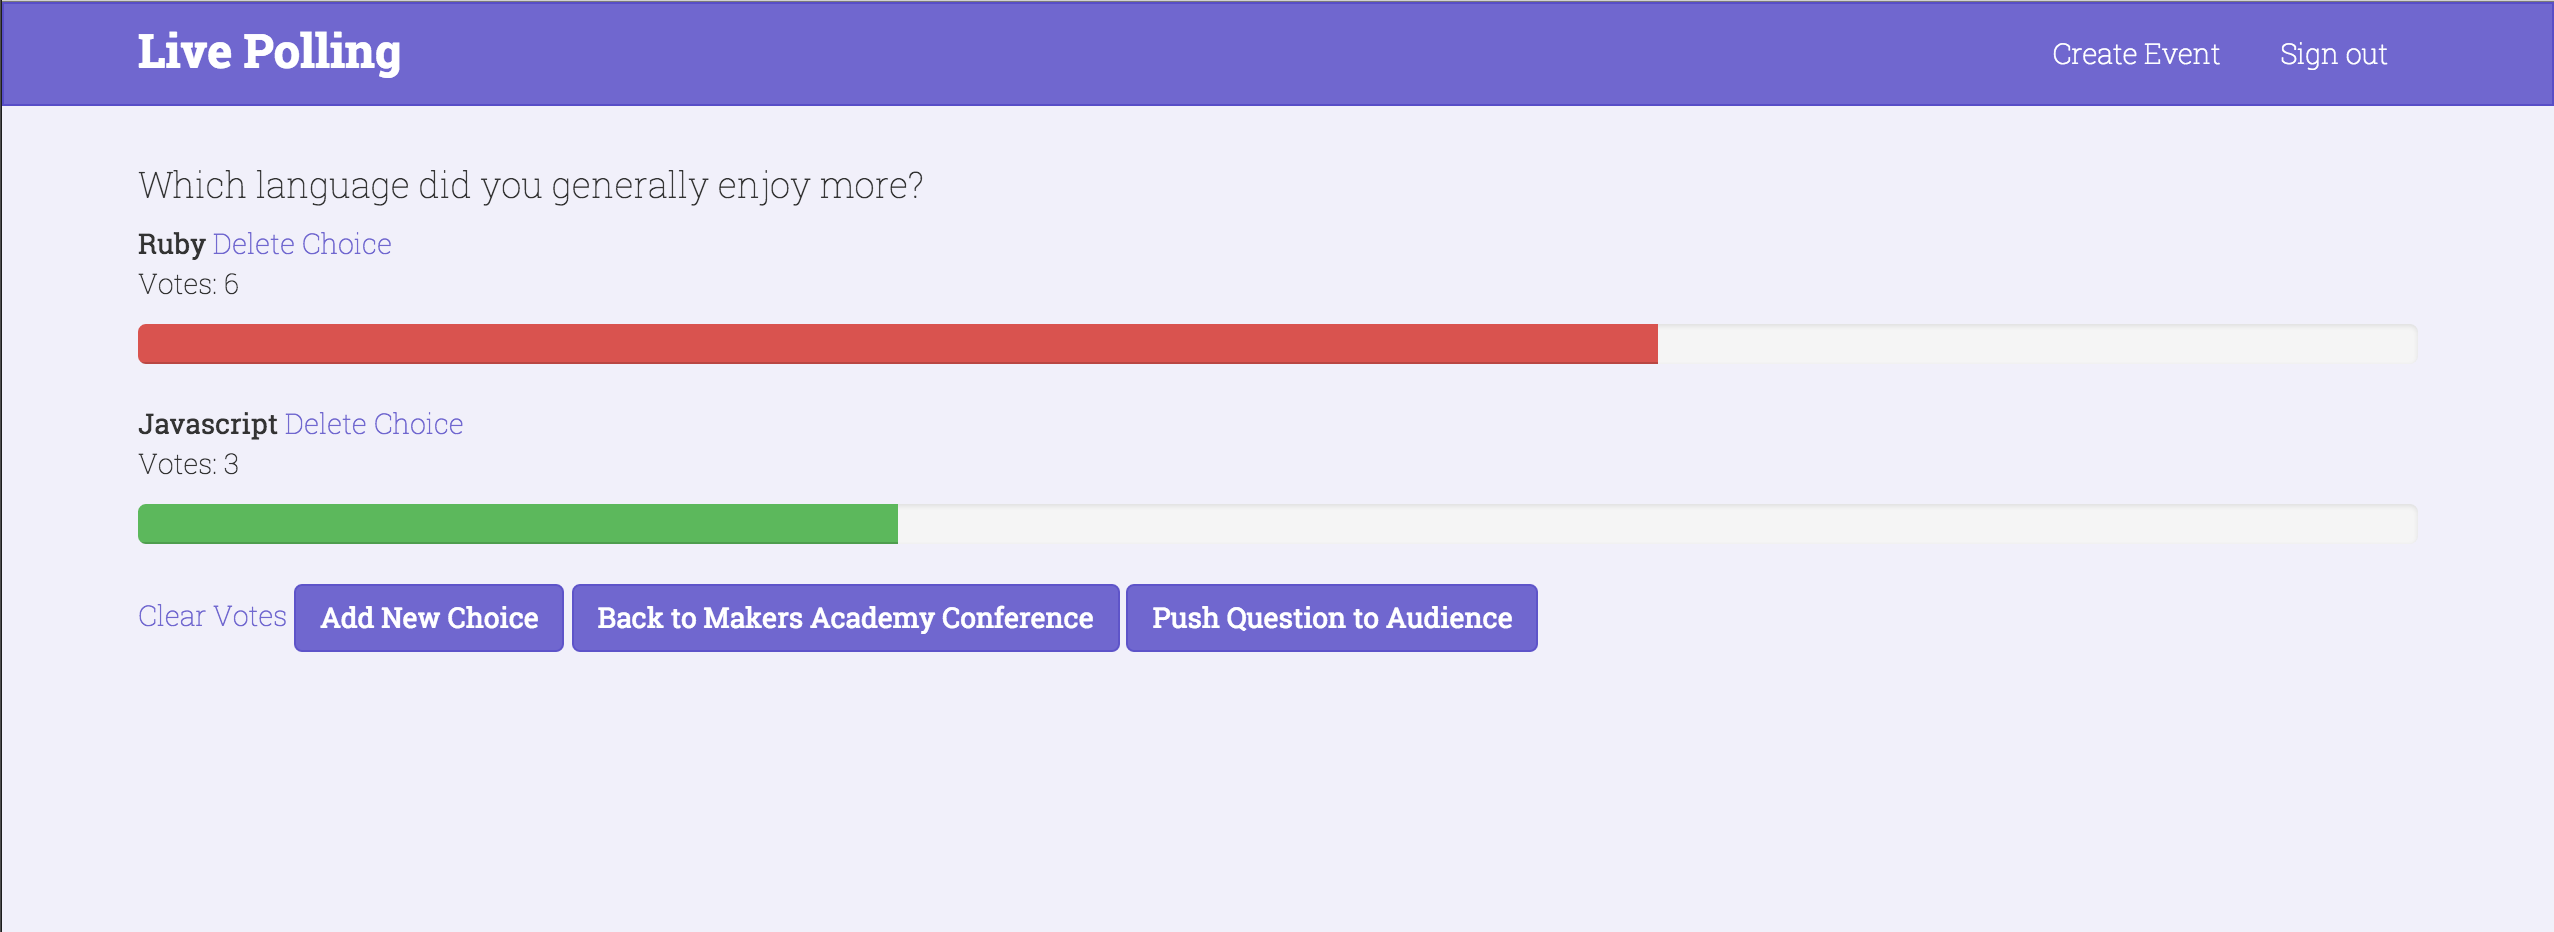 Live Polling Create Event Sign out
Which language did you generally enjoy more?
Ruby Delete Choice
Votes: 6
Javascript Delete Choice
Votes: 3
Clear Votes Add New Choice Back to Makers Academy Conference Push Question to Audience